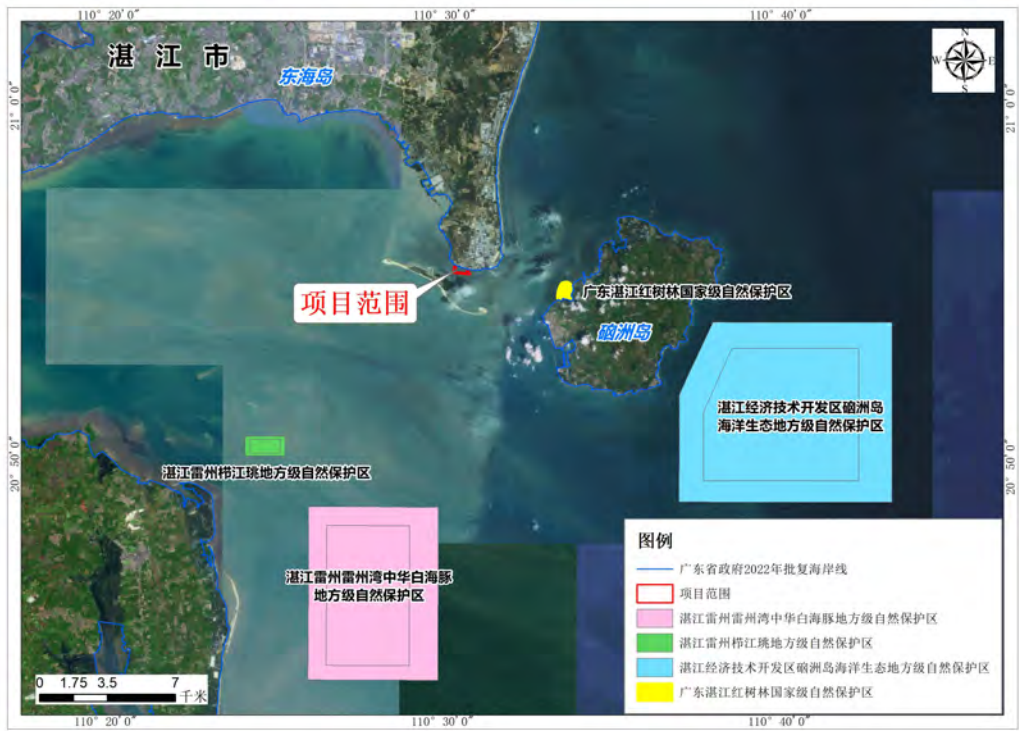 110° 20′ 0″
110° 30′ 0″
110° 40′ 0″
湛江市
东海岛
N
W
E
S
21° 0′ 0″
21° 0′ 0″
项目范围
广东湛江红树林国家级自然保护区
硇洲岛
湛江经济技术开发区硇洲岛
海洋生态地方级自然保护区
20° 50′ 0″
20° 50′ 0″
湛江雷州栉江珧地方级自然保护区
湛江雷州雷州湾中华白海豚
地方级自然保护区
图例
广东省政府2022年批复海岸线
项目范围
湛江雷州雷州湾中华白海豚地方级自然保护区
湛江雷州栉江珧地方级自然保护区
湛江经济技术开发区硇洲岛海洋生态地方级自然保护区
广东湛江红树林国家级自然保护区
0 1.75 3.5 7
千米
110° 20′ 0″
110° 30′ 0″
110° 40′ 0″